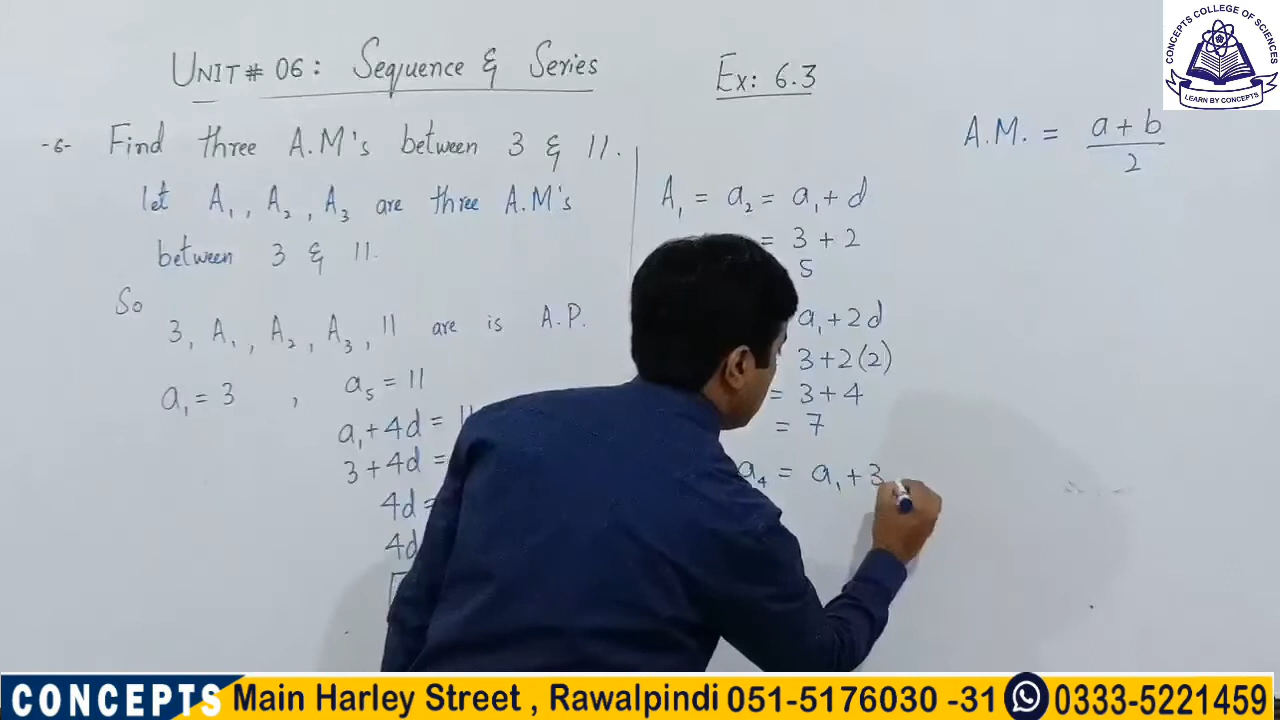 UNIT # 06: Sequence & Series
Ex: 6.3
-6- Find three A.M's between 3 & 11.
let A₁, A₂, A₃ are three A.M's
between 3 & 11.
So
3, A₁, A₂, A₃, 11 are is A.P.
a₁ = 3 , a₅ = 11
a₁ + 4d = 11
3 + 4d =
4d =
4d
A₁ = a₂ = a₁ + d
= 3 + 2
5
a₁ + 2d
3 + 2(2)
= 3 + 4
= 7
a₄ = a₁ + 3
A.M. = a + b
2
CONCEPTS COLLEGE OF SCIENCES
LEARN BY CONCEPTS
CONCEPTS Main Harley Street , Rawalpindi 051-5176030 -31 0333-5221459